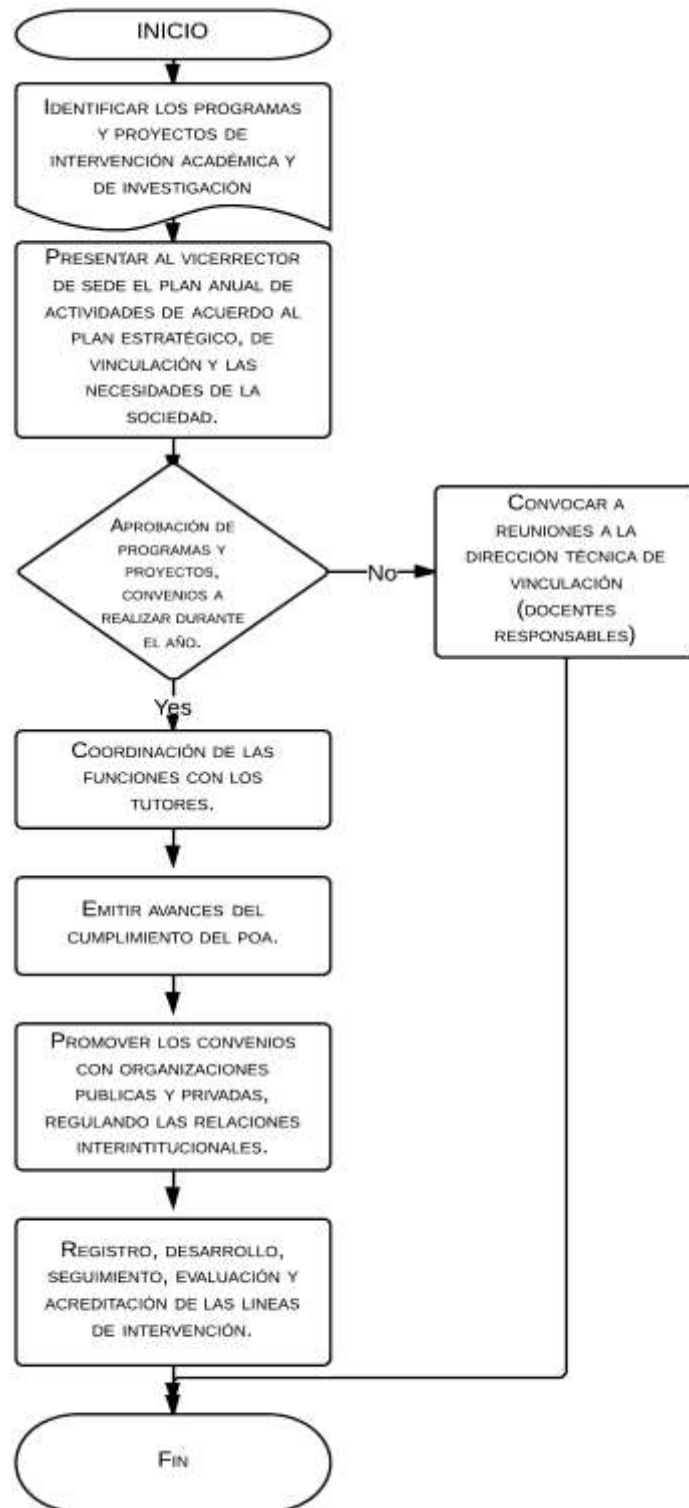 INICIO
IDENTIFICAR LOS PROGRAMAS
Y PROYECTOS DE
INTERVENCIÓN ACADÉMICA Y
DE INVESTIGACIÓN
PRESENTAR AL VICERRECTOR
DE SEDE EL PLAN ANUAL DE
ACTIVIDADES DE ACUERDO AL
PLAN ESTRATÉGICO, DE
VINCULACIÓN Y LAS
NECESIDADES DE LA
SOCIEDAD.
APROBACIÓN DE
PROGRAMAS Y
PROYECTOS,
CONVENIOS A
REALIZAR DURANTE
EL AÑO.
No
CONVOCAR A
REUNIONES A LA
DIRECCIÓN TÉCNICA DE
VINCULACIÓN
(DOCENTES
RESPONSABLES)
Yes
COORDINACIÓN DE LAS
FUNCIONES CON LOS
TUTORES.
EMITIR AVANCES DEL
CUMPLIMIENTO DEL POA.
PROMOVER LOS CONVENIOS
CON ORGANIZACIONES
PUBLICAS Y PRIVADAS,
REGULANDO LAS RELACIONES
INTERINTITUCIONALES.
REGISTRO, DESARROLLO,
SEGUIMIENTO, EVALUACIÓN Y
ACREDITACIÓN DE LAS LINEAS
DE INTERVENCIÓN.
FIN